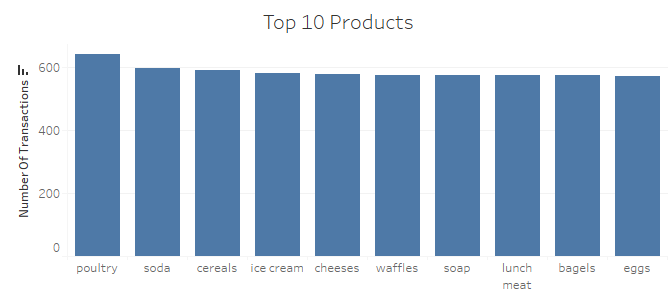 Top 10 Products
Number Of Transactions
600
400
200
0
poultry
soda
cereals
ice cream
cheeses
waffles
soap
lunch
meat
bagels
eggs